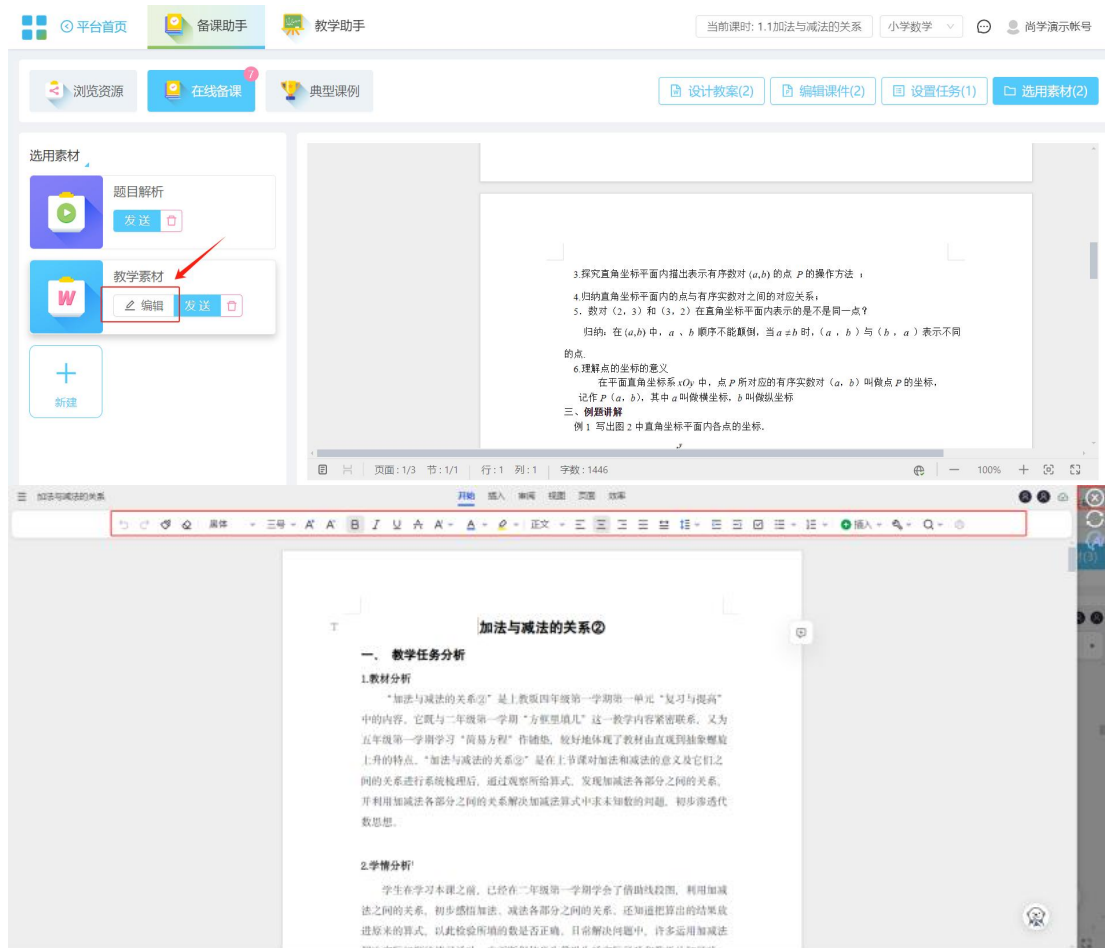 平台首页 备课助手 教学助手 当前课时: 1.1加法与减法的关系 小学数学 尚学演示帐号
浏览资源 在线备课 7 典型课例 设计教案(2) 编辑课件(2) 设置任务(1) 选用素材(2)
选用素材
题目解析
发送
教学素材
W 编辑 发送
新建
3.探究直角坐标平面内描出表示有序数对 (a,b) 的点 P 的操作方法 ;
4.归纳直角坐标平面内的点与有序实数对之间的对应关系;
5. 数对（2，3）和（3，2）在直角坐标平面内表示的是不是同一点？
归纳: 在 (a,b) 中，a 、b 顺序不能颠倒，当 a≠b 时,（a ，b ）与（b ，a ）表示不同
的点.
6.理解点的坐标的意义
在平面直角坐标系 xOy 中，点 P 所对应的有序实数对（a，b）叫做点 P 的坐标，
记作 P（a，b），其中 a 叫做横坐标，b 叫做纵坐标
三、例题讲解
例 1 写出图 2 中直角坐标平面内各点的坐标.
y
页面:1/3 节:1/1 行:1 列:1 字数:1446 100%
加法与减法的关系 开始 插入 审阅 视图 页面 效率
黑体 三号 A A B I U A A A 正文 插入
(3)
加法与减法的关系②
一、 教学任务分析
1.教材分析
“加法与减法的关系②”是上教版四年级第一学期第一单元“复习与提高”
中的内容，它既与二年级第一学期“方框里填几”这一教学内容紧密联系，又为
五年级第一学期学习“简易方程”作铺垫，较好地体现了教材由直观到抽象螺旋
上升的特点。“加法与减法的关系②”是在上节课对加法和减法的意义及它们之
间的关系进行系统梳理后，通过观察所给算式，发现加减法各部分之间的关系，
并利用加减法各部分之间的关系解决加减法算式中求未知数的问题，初步渗透代
数思想。
2.学情分析
学生在学习本课之前，已经在二年级第一学期学会了借助线段图，利用加减
法之间的关系，初步感悟加法、减法各部分之间的关系，还知道把算出的结果放
进原来的算式，以此检验所填的数是否正确。日常解决问题中，许多运用加减法